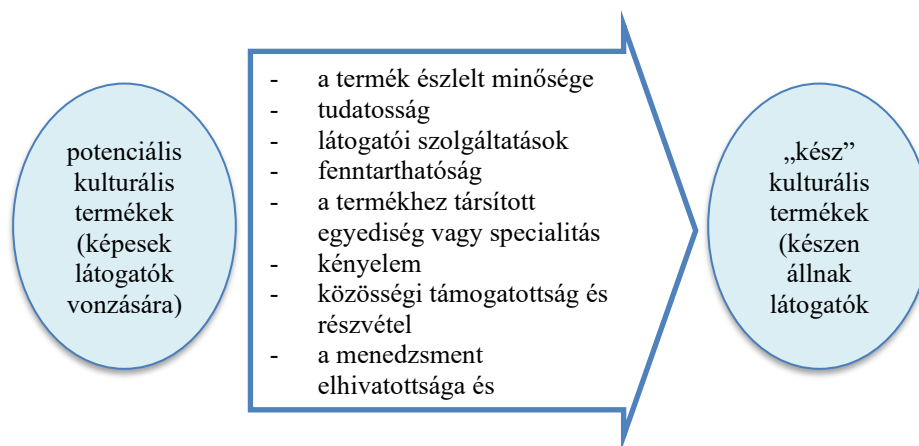 potenciális
kulturális
termékek
(képesek
látogatók
vonzására)
- a termék észlelt minősége
- tudatosság
- látogatói szolgáltatások
- fenntarthatóság
- a termékhez társított
egyediség vagy specialitás
- kényelem
- közösségi támogatottság és
részvétel
- a menedzsment
elhivatottsága és
„kész”
kulturális
termékek
(készen
állnak
látogatók